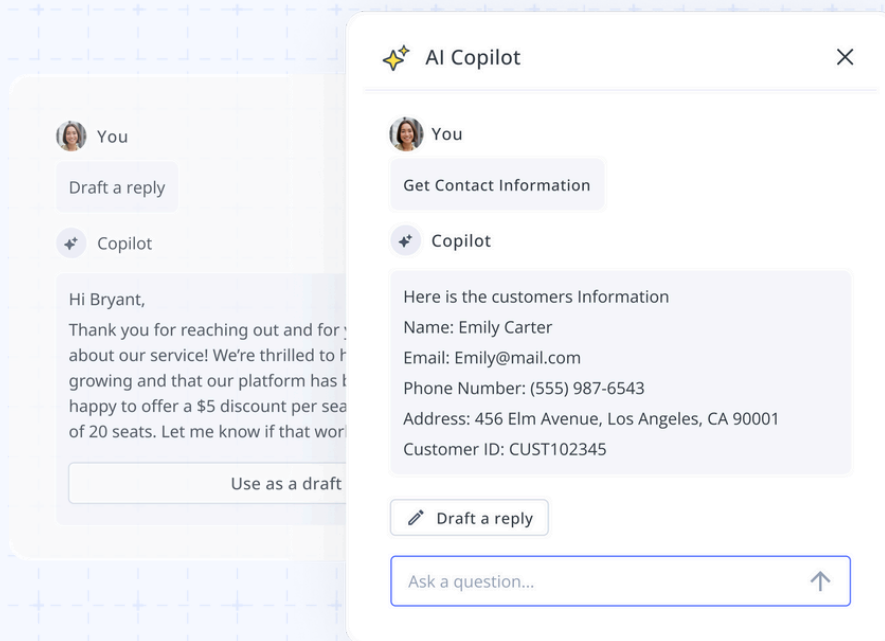 You
Draft a reply
Copilot
Hi Bryant,
Thank you for reaching out and for
about our service! We're thrilled to
growing and that our platform has
happy to offer a $5 discount per
of 20 seats. Let me know if that
Use as a draft
AI Copilot
You
Get Contact Information
Copilot
Here is the customers Information
Name: Emily Carter
Email: Emily@mail.com
Phone Number: (555) 987-6543
Address: 456 Elm Avenue, Los Angeles, CA 90001
Customer ID: CUST102345
Draft a reply
Ask a question...